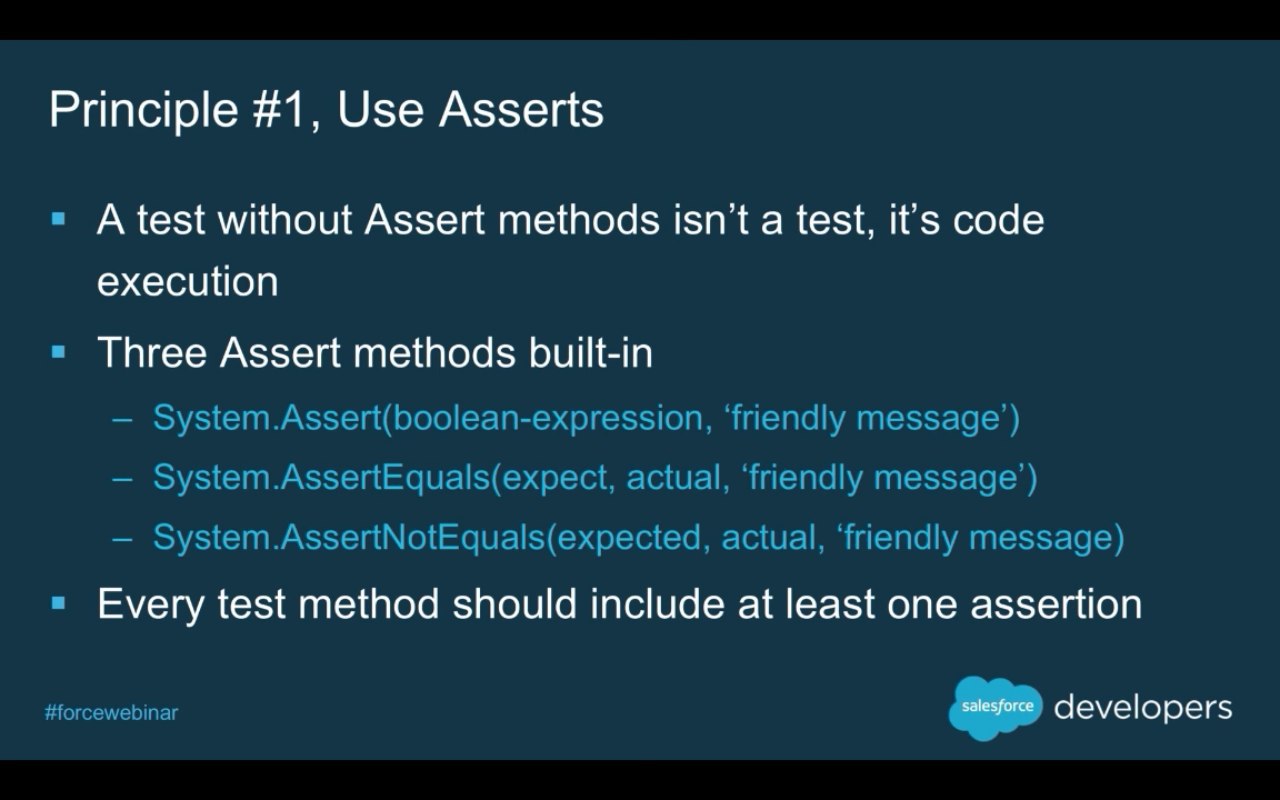 Principle #1, Use Asserts
▪ A test without Assert methods isn’t a test, it’s code
execution
▪ Three Assert methods built-in
– System.Assert(boolean-expression, ‘friendly message’)
– System.AssertEquals(expect, actual, ‘friendly message’)
– System.AssertNotEquals(expected, actual, ‘friendly message)
▪ Every test method should include at least one assertion
#forcewebinar
salesforce developers